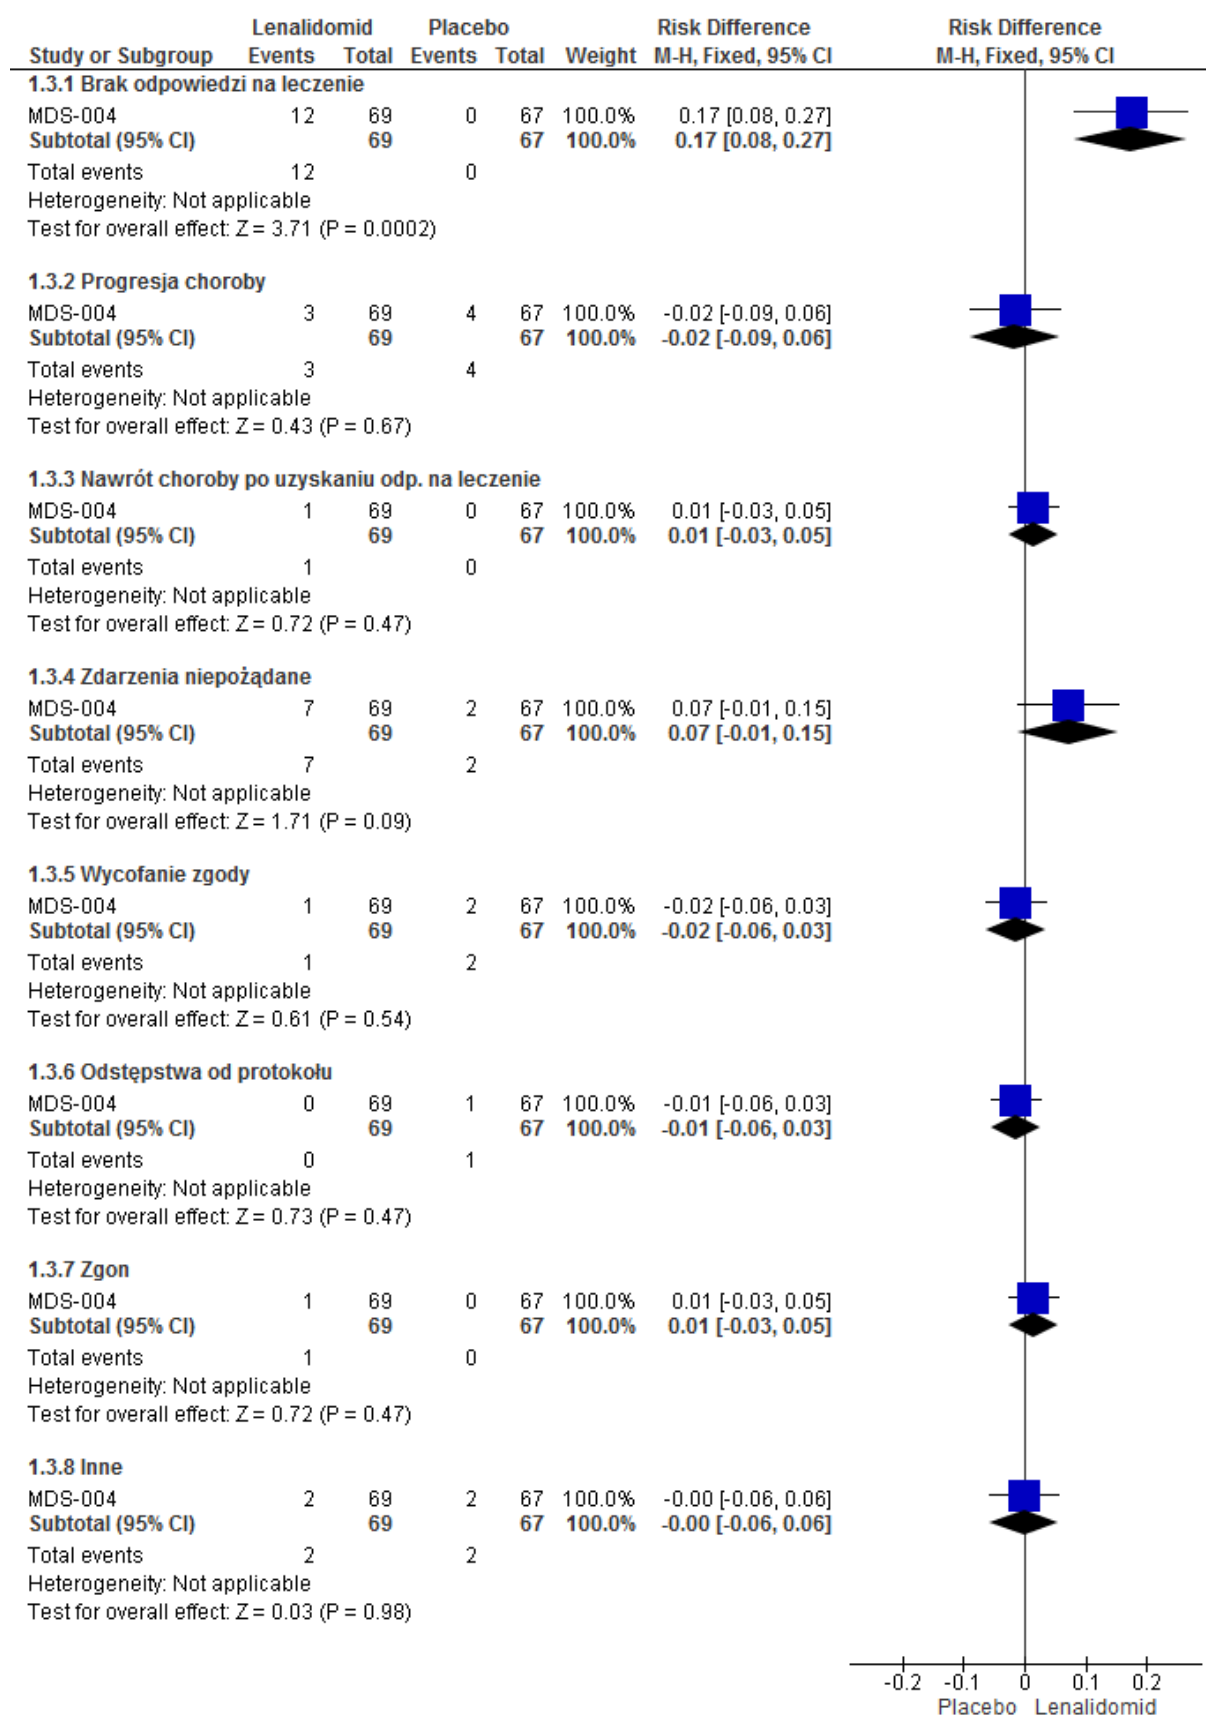 Lenalidomid Placebo Risk Difference Risk Difference
Study or Subgroup Events Total Events Total Weight M-H, Fixed, 95% CI M-H, Fixed, 95% CI
1.3.1 Brak odpowiedzi na leczenie
MDS-004 12 69 0 67 100.0% 0.17 [0.08, 0.27]
Subtotal (95% CI) 69 67 100.0% 0.17 [0.08, 0.27]
Total events 12 0
Heterogeneity: Not applicable
Test for overall effect: Z = 3.71 (P = 0.0002)
1.3.2 Progresja choroby
MDS-004 3 69 4 67 100.0% -0.02 [-0.09, 0.06]
Subtotal (95% CI) 69 67 100.0% -0.02 [-0.09, 0.06]
Total events 3 4
Heterogeneity: Not applicable
Test for overall effect: Z = 0.43 (P = 0.67)
1.3.3 Nawrót choroby po uzyskaniu odp. na leczenie
MDS-004 1 69 0 67 100.0% 0.01 [-0.03, 0.05]
Subtotal (95% CI) 69 67 100.0% 0.01 [-0.03, 0.05]
Total events 1 0
Heterogeneity: Not applicable
Test for overall effect: Z = 0.72 (P = 0.47)
1.3.4 Zdarzenia niepożądane
MDS-004 7 69 2 67 100.0% 0.07 [-0.01, 0.15]
Subtotal (95% CI) 69 67 100.0% 0.07 [-0.01, 0.15]
Total events 7 2
Heterogeneity: Not applicable
Test for overall effect: Z = 1.71 (P = 0.09)
1.3.5 Wycofanie zgody
MDS-004 1 69 2 67 100.0% -0.02 [-0.06, 0.03]
Subtotal (95% CI) 69 67 100.0% -0.02 [-0.06, 0.03]
Total events 1 2
Heterogeneity: Not applicable
Test for overall effect: Z = 0.61 (P = 0.54)
1.3.6 Odstępstwa od protokołu
MDS-004 0 69 1 67 100.0% -0.01 [-0.06, 0.03]
Subtotal (95% CI) 69 67 100.0% -0.01 [-0.06, 0.03]
Total events 0 1
Heterogeneity: Not applicable
Test for overall effect: Z = 0.73 (P = 0.47)
1.3.7 Zgon
MDS-004 1 69 0 67 100.0% 0.01 [-0.03, 0.05]
Subtotal (95% CI) 69 67 100.0% 0.01 [-0.03, 0.05]
Total events 1 0
Heterogeneity: Not applicable
Test for overall effect: Z = 0.72 (P = 0.47)
1.3.8 Inne
MDS-004 2 69 2 67 100.0% -0.00 [-0.06, 0.06]
Subtotal (95% CI) 69 67 100.0% -0.00 [-0.06, 0.06]
Total events 2 2
Heterogeneity: Not applicable
Test for overall effect: Z = 0.03 (P = 0.98)
-0.2 -0.1 0 0.1 0.2
Placebo Lenalidomid